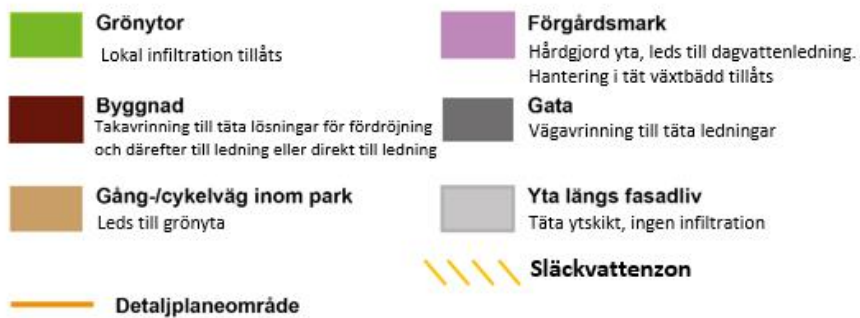 Grönytor
Lokal infiltration tillåts
Förgårdsmark
Hårdgjord yta, leds till dagvattenledning.
Hantering i tät växtbädd tillåts
Byggnad
Takavrinning till täta lösningar för fördröjning
och därefter till ledning eller direkt till ledning
Gata
Vägavrinning till täta ledningar
Gång-/cykelväg inom park
Leds till grönyta
Yta längs fasadliv
Täta ytskikt, ingen infiltration
Släckvattenzon
Detaljplaneområde